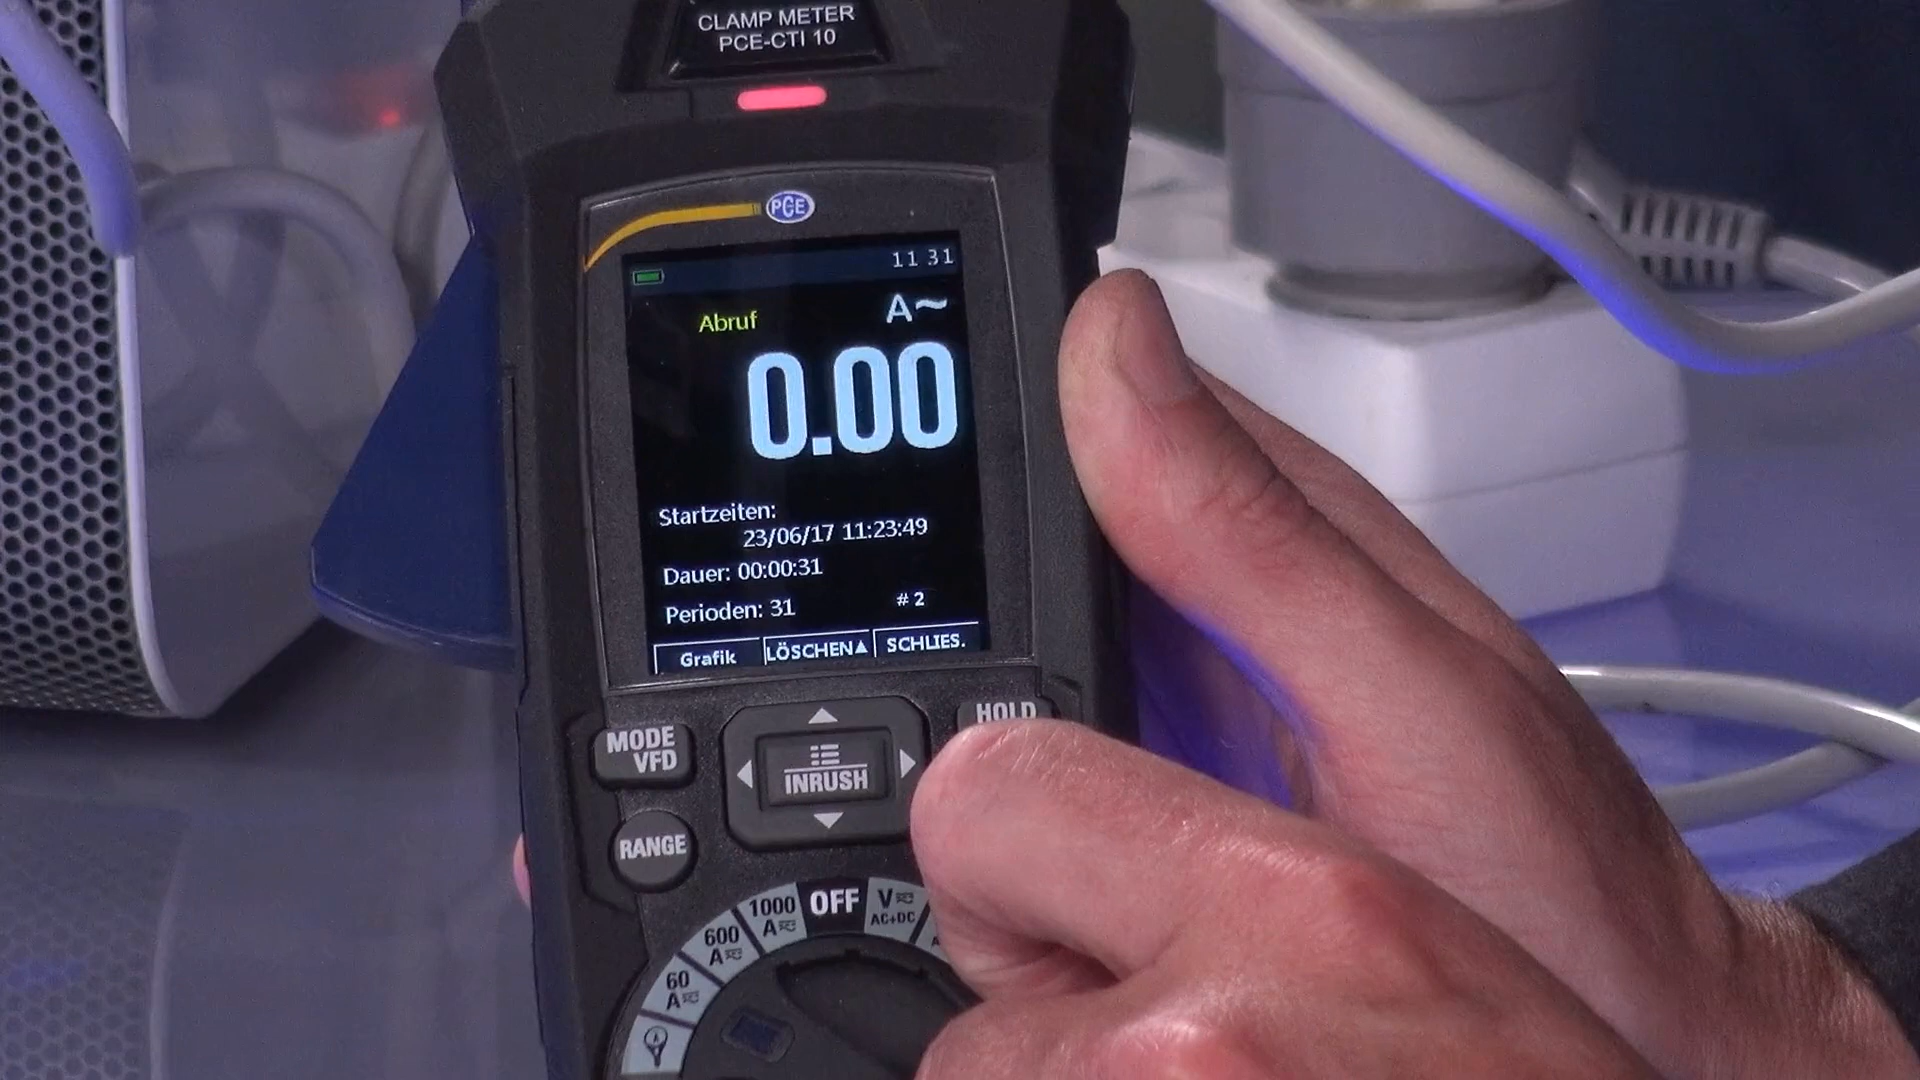 CLAMP METER
PCE-CTI 10
PCE
11 31
Abruf
A~
0.00
Startzeiten:
23/06/17 11:23:49
Dauer: 00:00:31
Perioden: 31
# 2
Grafik
LÖSCHEN▲
SCHLIES.
MODE
VFD
INRUSH
HOLD
RANGE
OFF
V
AC+DC
1000
A
600
A
60
A